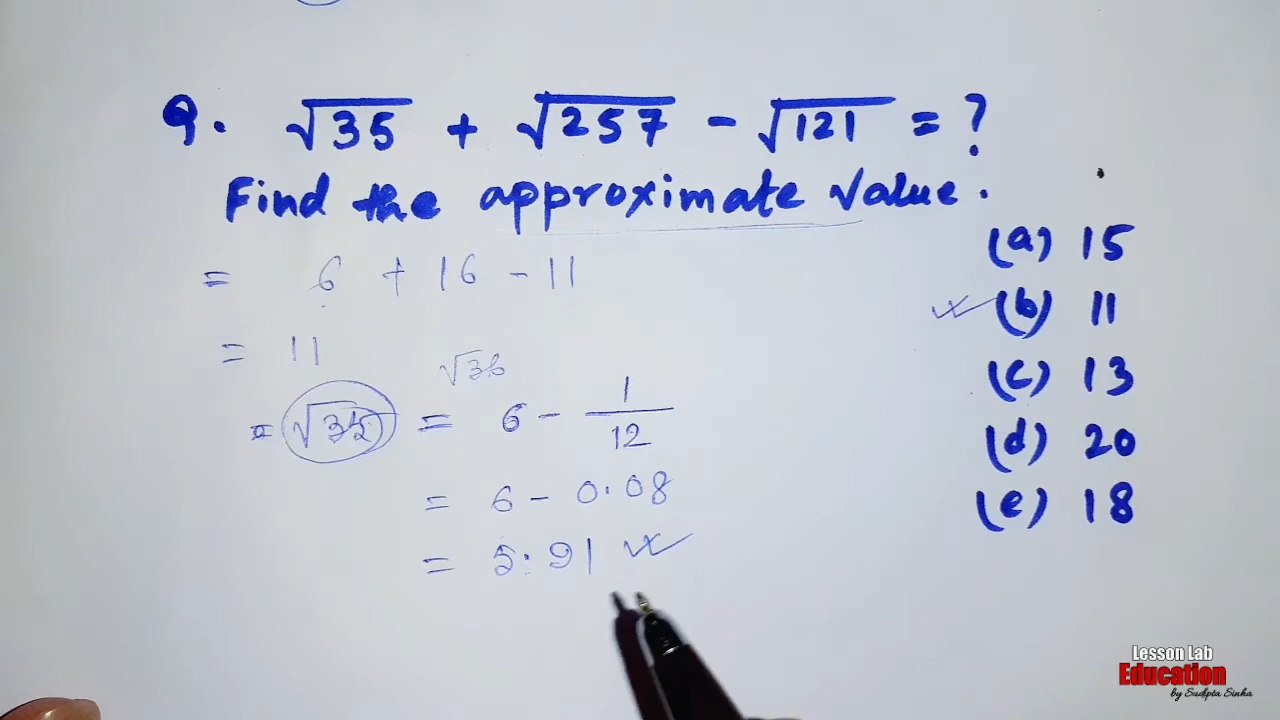 Q. √35 + √257 - √121 = ?
Find the approximate value.
(a) 15
(b) 11
(c) 13
(d) 20
(e) 18
= 6 + 16 - 11
= 11
√36
= √35 = 6 - 1/12
= 6 - 0.08
= 5.91
Lesson Lab
Education
by Sudipta Sinha